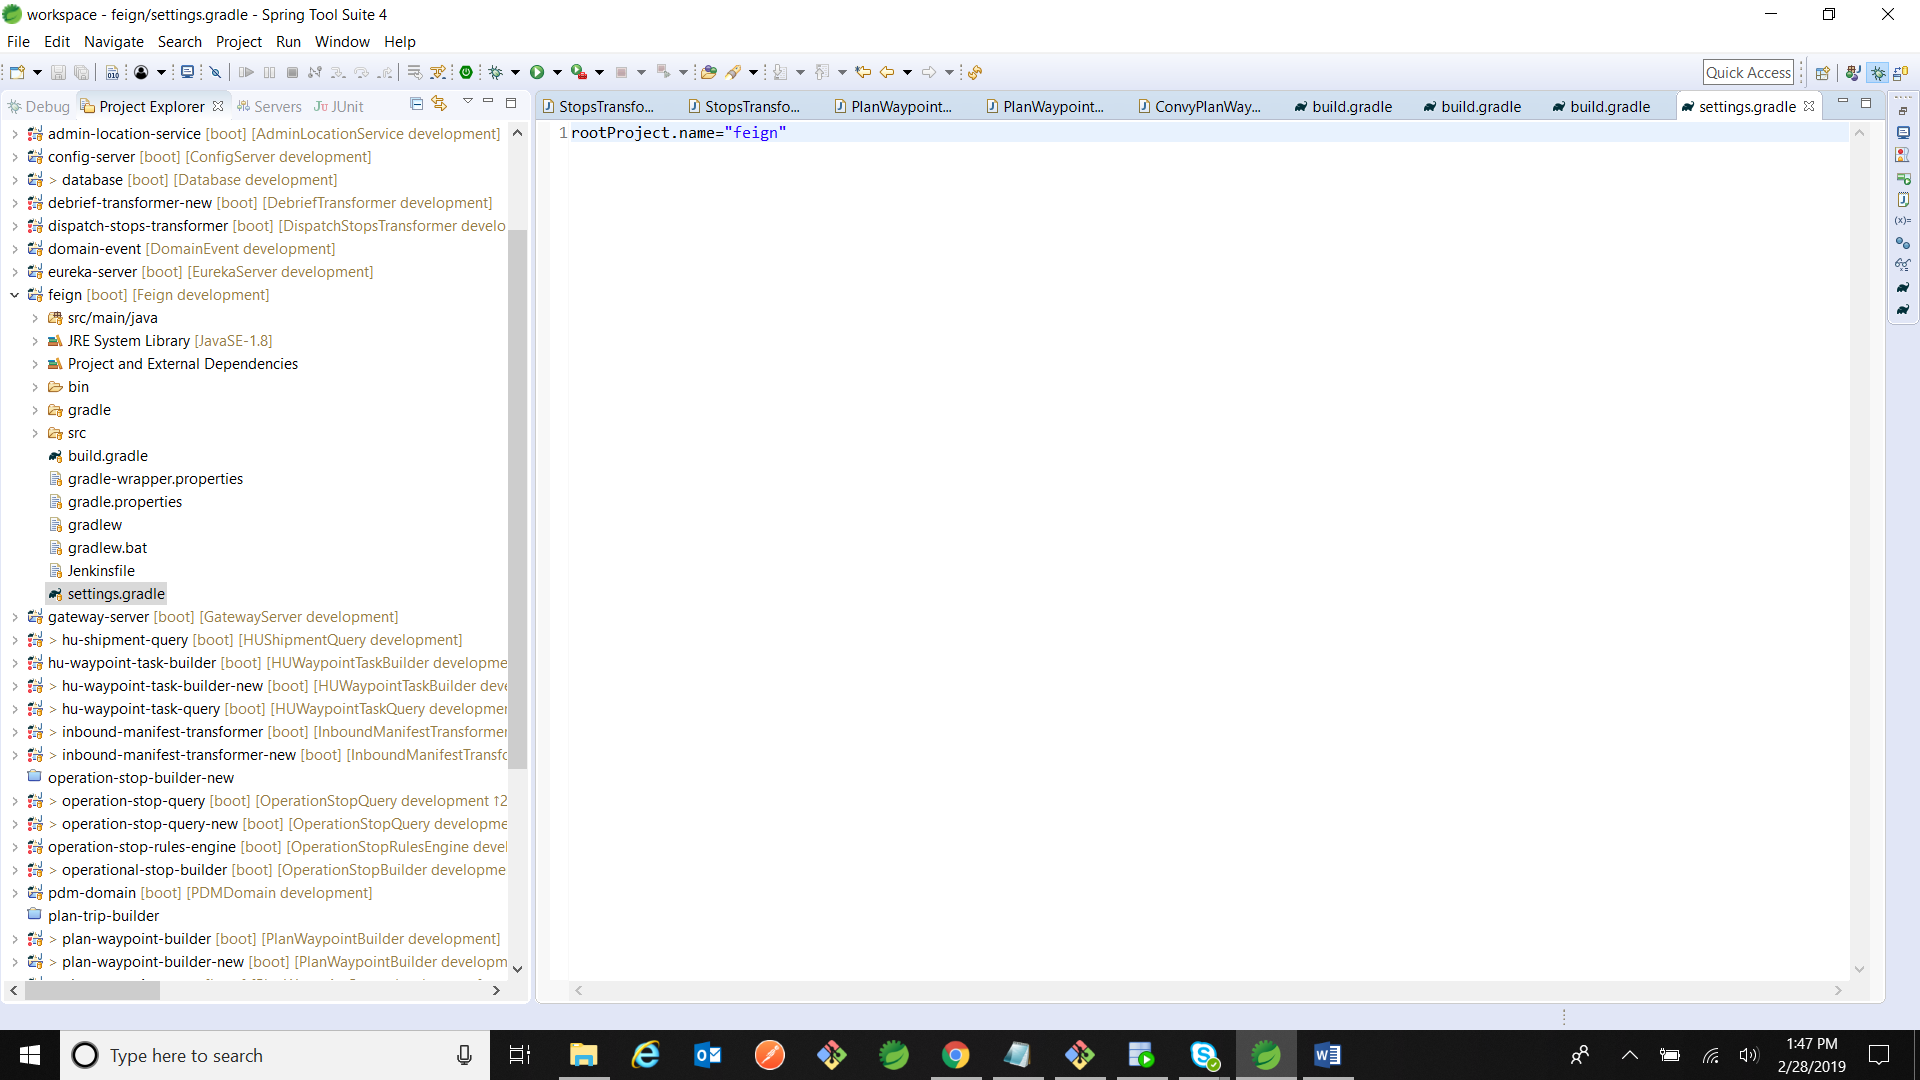 workspace - feign/settings.gradle - Spring Tool Suite 4
File Edit Navigate Search Project Run Window Help
Quick Access
Debug Project Explorer Servers JUnit
StopsTransfo... StopsTransfo... PlanWaypoint... PlanWaypoint... ConvyPlanWay... build.gradle build.gradle build.gradle settings.gradle
1 rootProject.name="feign"
admin-location-service [boot] [AdminLocationService development]
config-server [boot] [ConfigServer development]
> database [boot] [Database development]
debrief-transformer-new [boot] [DebriefTransformer development]
dispatch-stops-transformer [boot] [DispatchStopsTransformer develo
domain-event [DomainEvent development]
eureka-server [boot] [EurekaServer development]
feign [boot] [Feign development]
src/main/java
JRE System Library [JavaSE-1.8]
Project and External Dependencies
bin
gradle
src
build.gradle
gradle-wrapper.properties
gradle.properties
gradlew
gradlew.bat
Jenkinsfile
settings.gradle
gateway-server [boot] [GatewayServer development]
> hu-shipment-query [boot] [HUShipmentQuery development]
hu-waypoint-task-builder [boot] [HUWaypointTaskBuilder developme
> hu-waypoint-task-builder-new [boot] [HUWaypointTaskBuilder deve
> hu-waypoint-task-query [boot] [HUWaypointTaskQuery developmen
> inbound-manifest-transformer [boot] [InboundManifestTransformer
> inbound-manifest-transformer-new [boot] [InboundManifestTransfo
operation-stop-builder-new
> operation-stop-query [boot] [OperationStopQuery development ↑2
> operation-stop-query-new [boot] [OperationStopQuery developme
operation-stop-rules-engine [boot] [OperationStopRulesEngine devel
> operational-stop-builder [boot] [OperationStopBuilder developme
pdm-domain [boot] [PDMDomain development]
plan-trip-builder
> plan-waypoint-builder [boot] [PlanWaypointBuilder development]
> plan-waypoint-builder-new [boot] [PlanWaypointBuilder developm
Type here to search
1:47 PM
2/28/2019